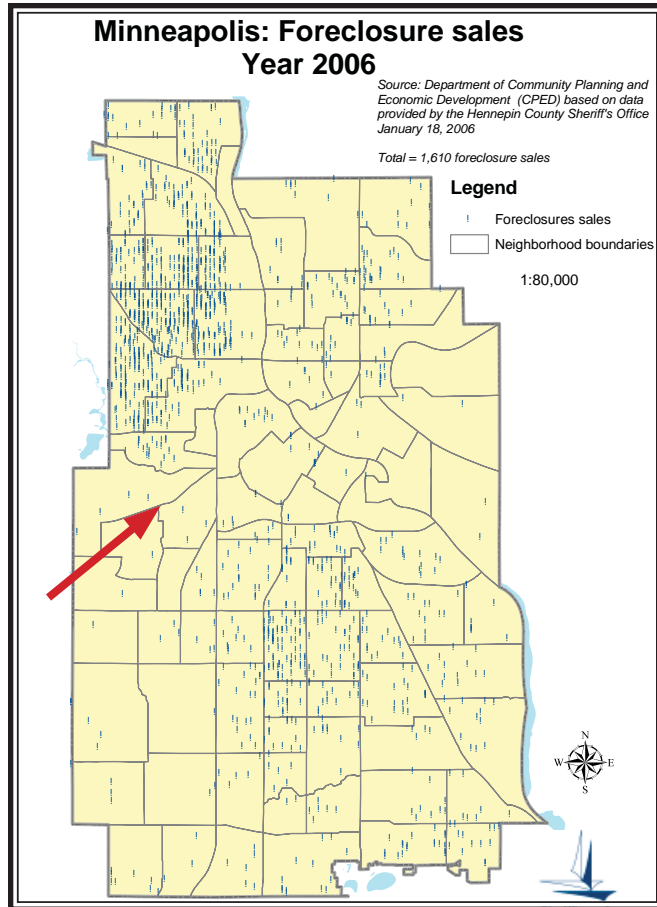 Minneapolis: Foreclosure sales
Year 2006
Source: Department of Community Planning and
Economic Development (CPED) based on data
provided by the Hennepin County Sheriff's Office
January 18, 2006
Total = 1,610 foreclosure sales
Legend
Foreclosures sales
Neighborhood boundaries
1:80,000
N
W
E
S